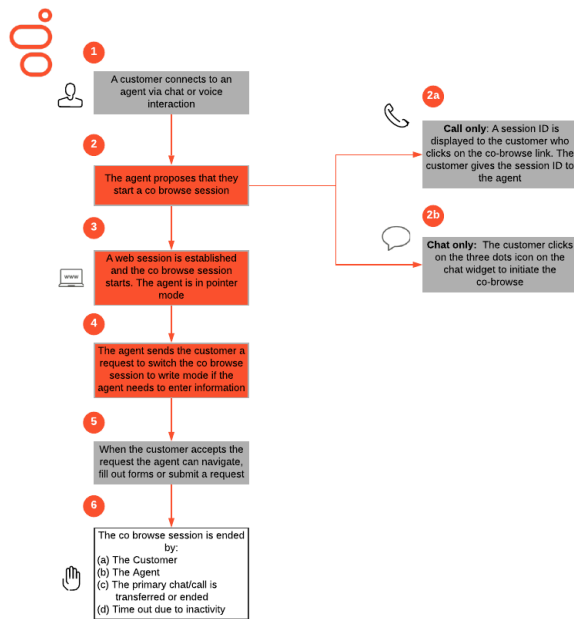 1
A customer connects to an
agent via chat or voice
interaction
2
The agent proposes that they
start a co browse session
2a
Call only: A session ID is
displayed to the customer who
clicks on the co-browse link. The
customer gives the session ID to
the agent
2b
Chat only: The customer clicks
on the three dots icon on the
chat widget to initiate the
co-browse
3
www
A web session is established
and the co browse session
starts. The agent is in pointer
mode
4
The agent sends the customer a
request to switch the co browse
session to write mode if the
agent needs to enter information
5
When the customer accepts the
request the agent can navigate,
fill out forms or submit a request
6
The co browse session is ended
by:
(a) The Customer
(b) The Agent
(c) The primary chat/call is
transferred or ended
(d) Time out due to inactivity